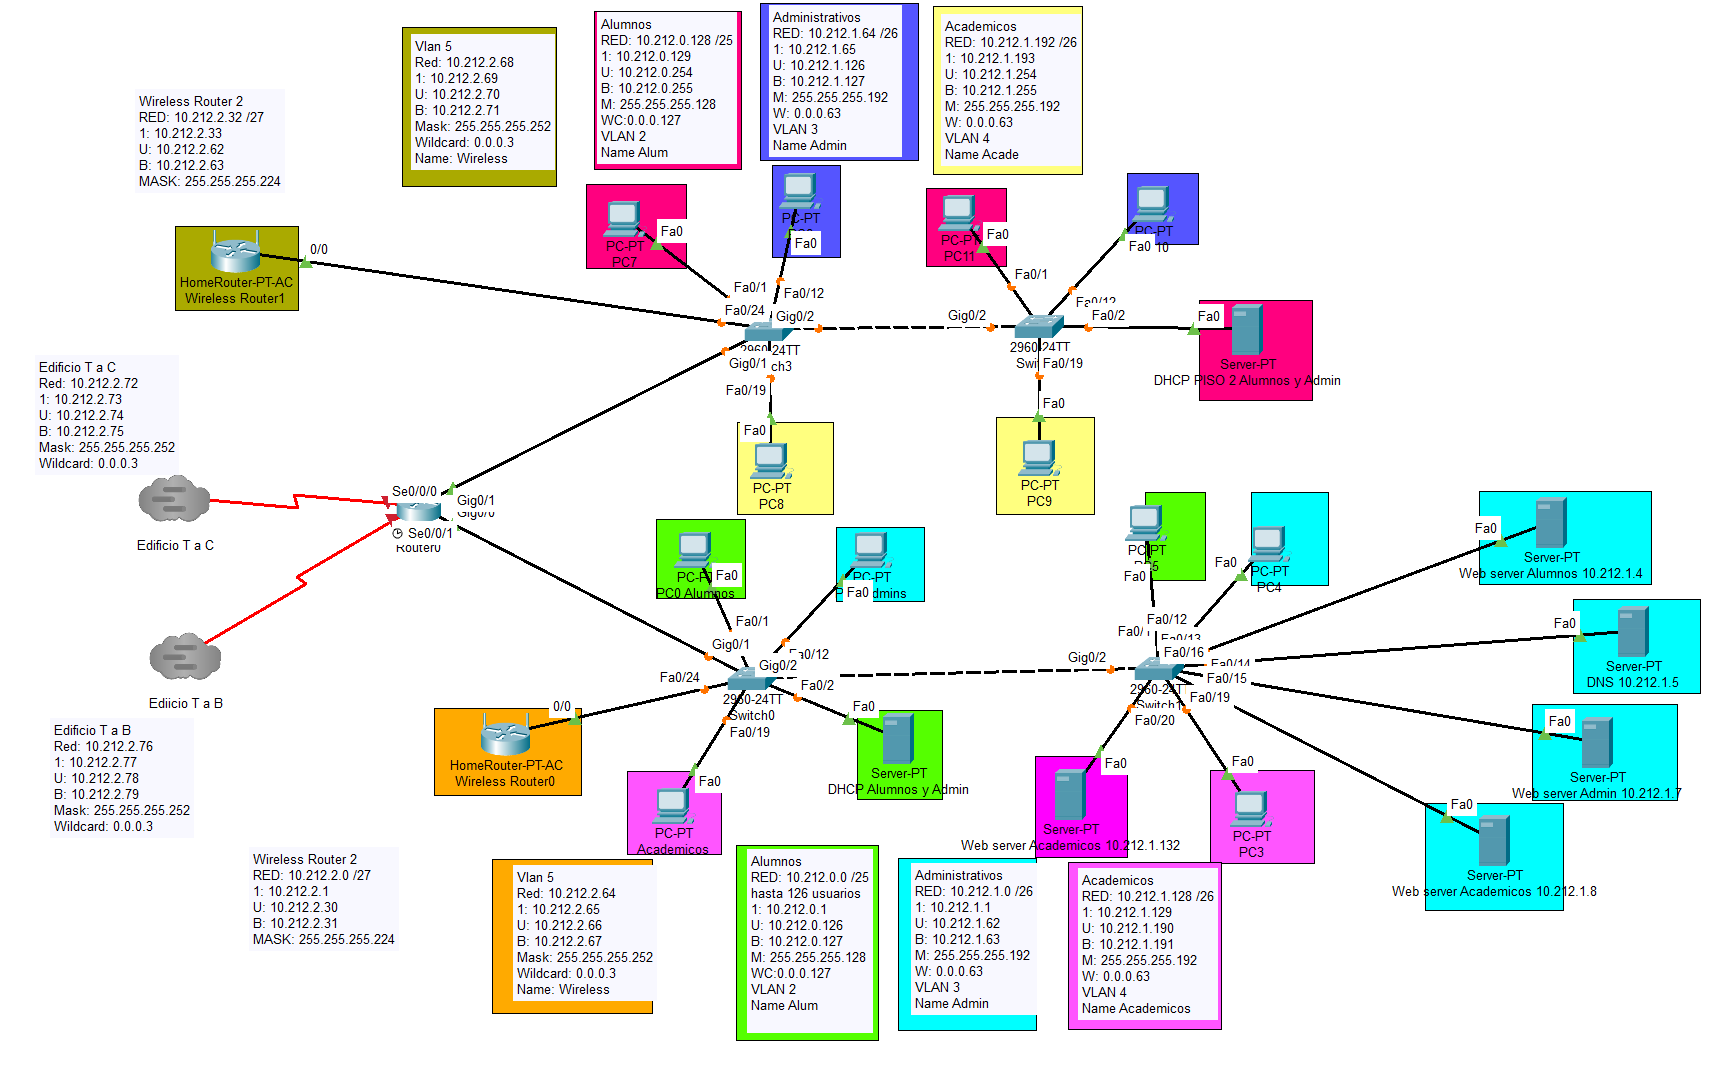 Wireless Router 2
RED: 10.212.2.32 /27
1: 10.212.2.33
U: 10.212.2.62
B: 10.212.2.63
MASK: 255.255.255.224
Vlan 5
Red: 10.212.2.68
1: 10.212.2.69
U: 10.212.2.70
B: 10.212.2.71
Mask: 255.255.255.252
Wildcard: 0.0.0.3
Name: Wireless
Alumnos
RED: 10.212.0.128 /25
1: 10.212.0.129
U: 10.212.0.254
B: 10.212.0.255
M: 255.255.255.128
WC:0.0.0.127
VLAN 2
Name Alum
Administrativos
RED: 10.212.1.64 /26
1: 10.212.1.65
U: 10.212.1.126
B: 10.212.1.127
M: 255.255.255.192
W: 0.0.0.63
VLAN 3
Name Admin
Academicos
RED: 10.212.1.192 /26
1: 10.212.1.193
U: 10.212.1.254
B: 10.212.1.255
M: 255.255.255.192
W: 0.0.0.63
VLAN 4
Name Acade
0/0
HomeRouter-PT-AC
Wireless Router1
Fa0
PC-PT
PC7
PC-PT
Fa0
Fa0
PC-PT
PC11
PC-PT
Fa0 10
Fa0/1
Fa0/12
Fa0/24
Gig0/2
2960-24TT
Gig0/1 ch3
Fa0/19
Fa0
PC-PT
PC8
Fa0/1
Fa0/12
Gig0/2
Fa0/2
2960-24TT
Fa0/19
Fa0
Server-PT
DHCP PISO 2 Alumnos y Admin
Fa0
PC-PT
PC9
Edificio T a C
Red: 10.212.2.72
1: 10.212.2.73
U: 10.212.2.74
B: 10.212.2.75
Mask: 255.255.255.252
Wildcard: 0.0.0.3
Edificio T a C
Se0/0/0
Gig0/1
Gig0/0
Se0/0/1
Router0
Ediicio T a B
Edificio T a B
Red: 10.212.2.76
1: 10.212.2.77
U: 10.212.2.78
B: 10.212.2.79
Mask: 255.255.255.252
Wildcard: 0.0.0.3
Fa0
PC0 Alumnos
PC-PT
Fa0
Fa0/1
Gig0/1
Fa0/12
Gig0/2
Fa0/24
Fa0/2
2960-24TT
Switch0
Fa0/19
0/0
HomeRouter-PT-AC
Wireless Router0
Fa0
PC-PT
Academicos
Fa0
Server-PT
DHCP Alumnos y Admin
PC-PT
Fa0
Fa0
PC-PT
PC4
Fa0/12
Fa0/13
Fa0/16
Fa0/14
Fa0/15
Gig0/2
Fa0/19
Fa0/20
Fa0
Server-PT
Web server Alumnos 10.212.1.4
Fa0
Server-PT
DNS 10.212.1.5
Fa0
Server-PT
Web server Admin 10.212.1.7
Fa0
Server-PT
Web server Academicos 10.212.1.8
Fa0
Server-PT
Web server Academicos 10.212.1.132
Fa0
PC-PT
PC3
Wireless Router 2
RED: 10.212.2.0 /27
1: 10.212.2.1
U: 10.212.2.30
B: 10.212.2.31
MASK: 255.255.255.224
Vlan 5
Red: 10.212.2.64
1: 10.212.2.65
U: 10.212.2.66
B: 10.212.2.67
Mask: 255.255.255.252
Wildcard: 0.0.0.3
Name: Wireless
Alumnos
RED: 10.212.0.0 /25
hasta 126 usuarios
1: 10.212.0.1
U: 10.212.0.126
B: 10.212.0.127
M: 255.255.255.128
WC:0.0.0.127
VLAN 2
Name Alum
Administrativos
RED: 10.212.1.0 /26
1: 10.212.1.1
U: 10.212.1.62
B: 10.212.1.63
M: 255.255.255.192
W: 0.0.0.63
VLAN 3
Name Admin
Academicos
RED: 10.212.1.128 /26
1: 10.212.1.129
U: 10.212.1.190
B: 10.212.1.191
M: 255.255.255.192
W: 0.0.0.63
VLAN 4
Name Academicos